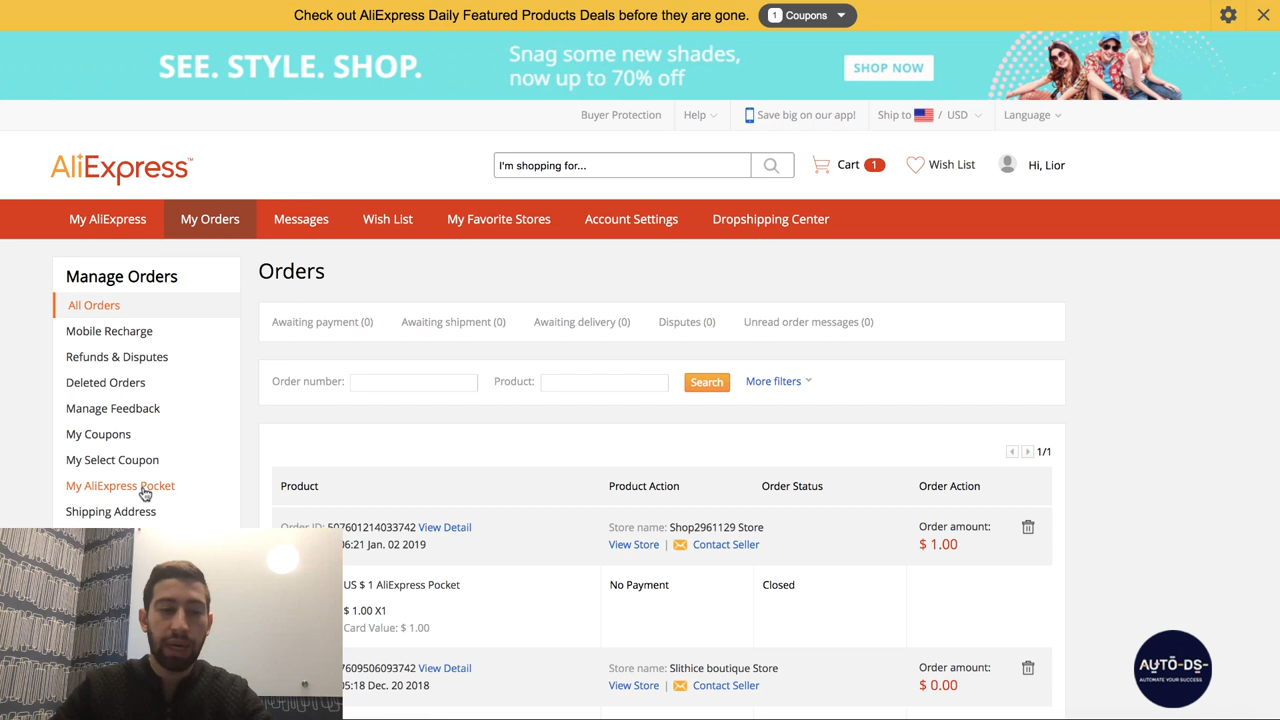 Check out AliExpress Daily Featured Products Deals before they are gone. 1 Coupons
SEE. STYLE. SHOP.
Snag some new shades,
now up to 70% off
SHOP NOW
Buyer Protection Help Save big on our app! Ship to / USD Language
AliExpress™
I'm shopping for...
Cart 1 Wish List Hi, Lior
My AliExpress My Orders Messages Wish List My Favorite Stores Account Settings Dropshipping Center
Manage Orders
All Orders
Mobile Recharge
Refunds & Disputes
Deleted Orders
Manage Feedback
My Coupons
My Select Coupon
My AliExpress Pocket
Shipping Address
Orders
Awaiting payment (0) Awaiting shipment (0) Awaiting delivery (0) Disputes (0) Unread order messages (0)
Order number: Product: Search More filters
1/1
Product Product Action Order Status Order Action
Order ID: 507601214033742 View Detail Store name: Shop2961129 Store Order amount:
06:21 Jan. 02 2019 View Store | Contact Seller $ 1.00
US $ 1 AliExpress Pocket No Payment Closed
$ 1.00 X1
Card Value: $ 1.00
7609506093742 View Detail Store name: Slithice boutique Store Order amount:
05:18 Dec. 20 2018 View Store | Contact Seller $ 0.00
AUTO-DS
AUTOMATE YOUR SUCCESS